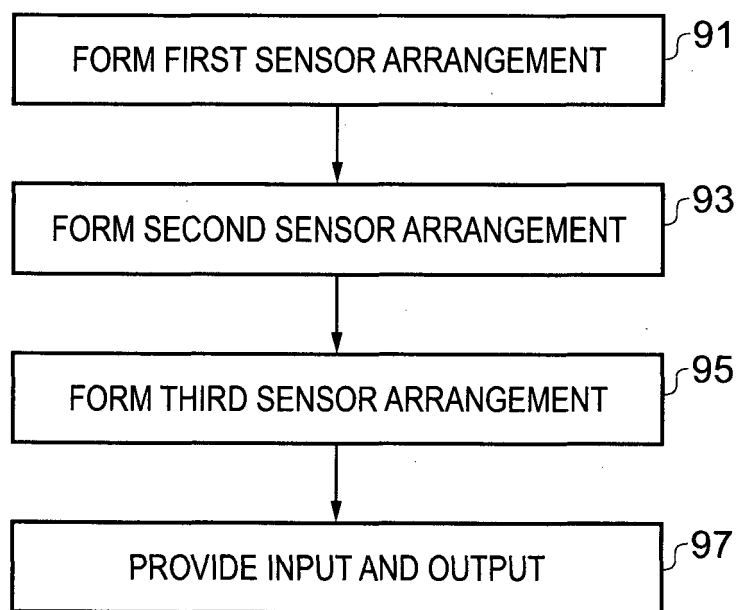 FORM FIRST SENSOR ARRANGEMENT 91
FORM SECOND SENSOR ARRANGEMENT 93
FORM THIRD SENSOR ARRANGEMENT 95
PROVIDE INPUT AND OUTPUT 97